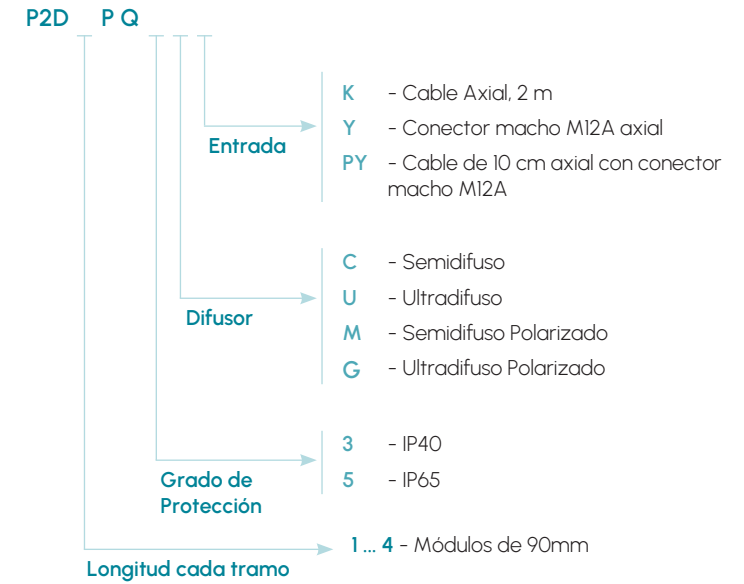 P2D P Q
K - Cable Axial, 2 m
Y - Conector macho M12A axial
Entrada
PY - Cable de 10 cm axial con conector
macho M12A
C - Semidifuso
U - Ultradifuso
Difusor
M - Semidifuso Polarizado
G - Ultradifuso Polarizado
3 - IP40
Grado de
Protección
5 - IP65
1 ... 4 - Módulos de 90mm
Longitud cada tramo